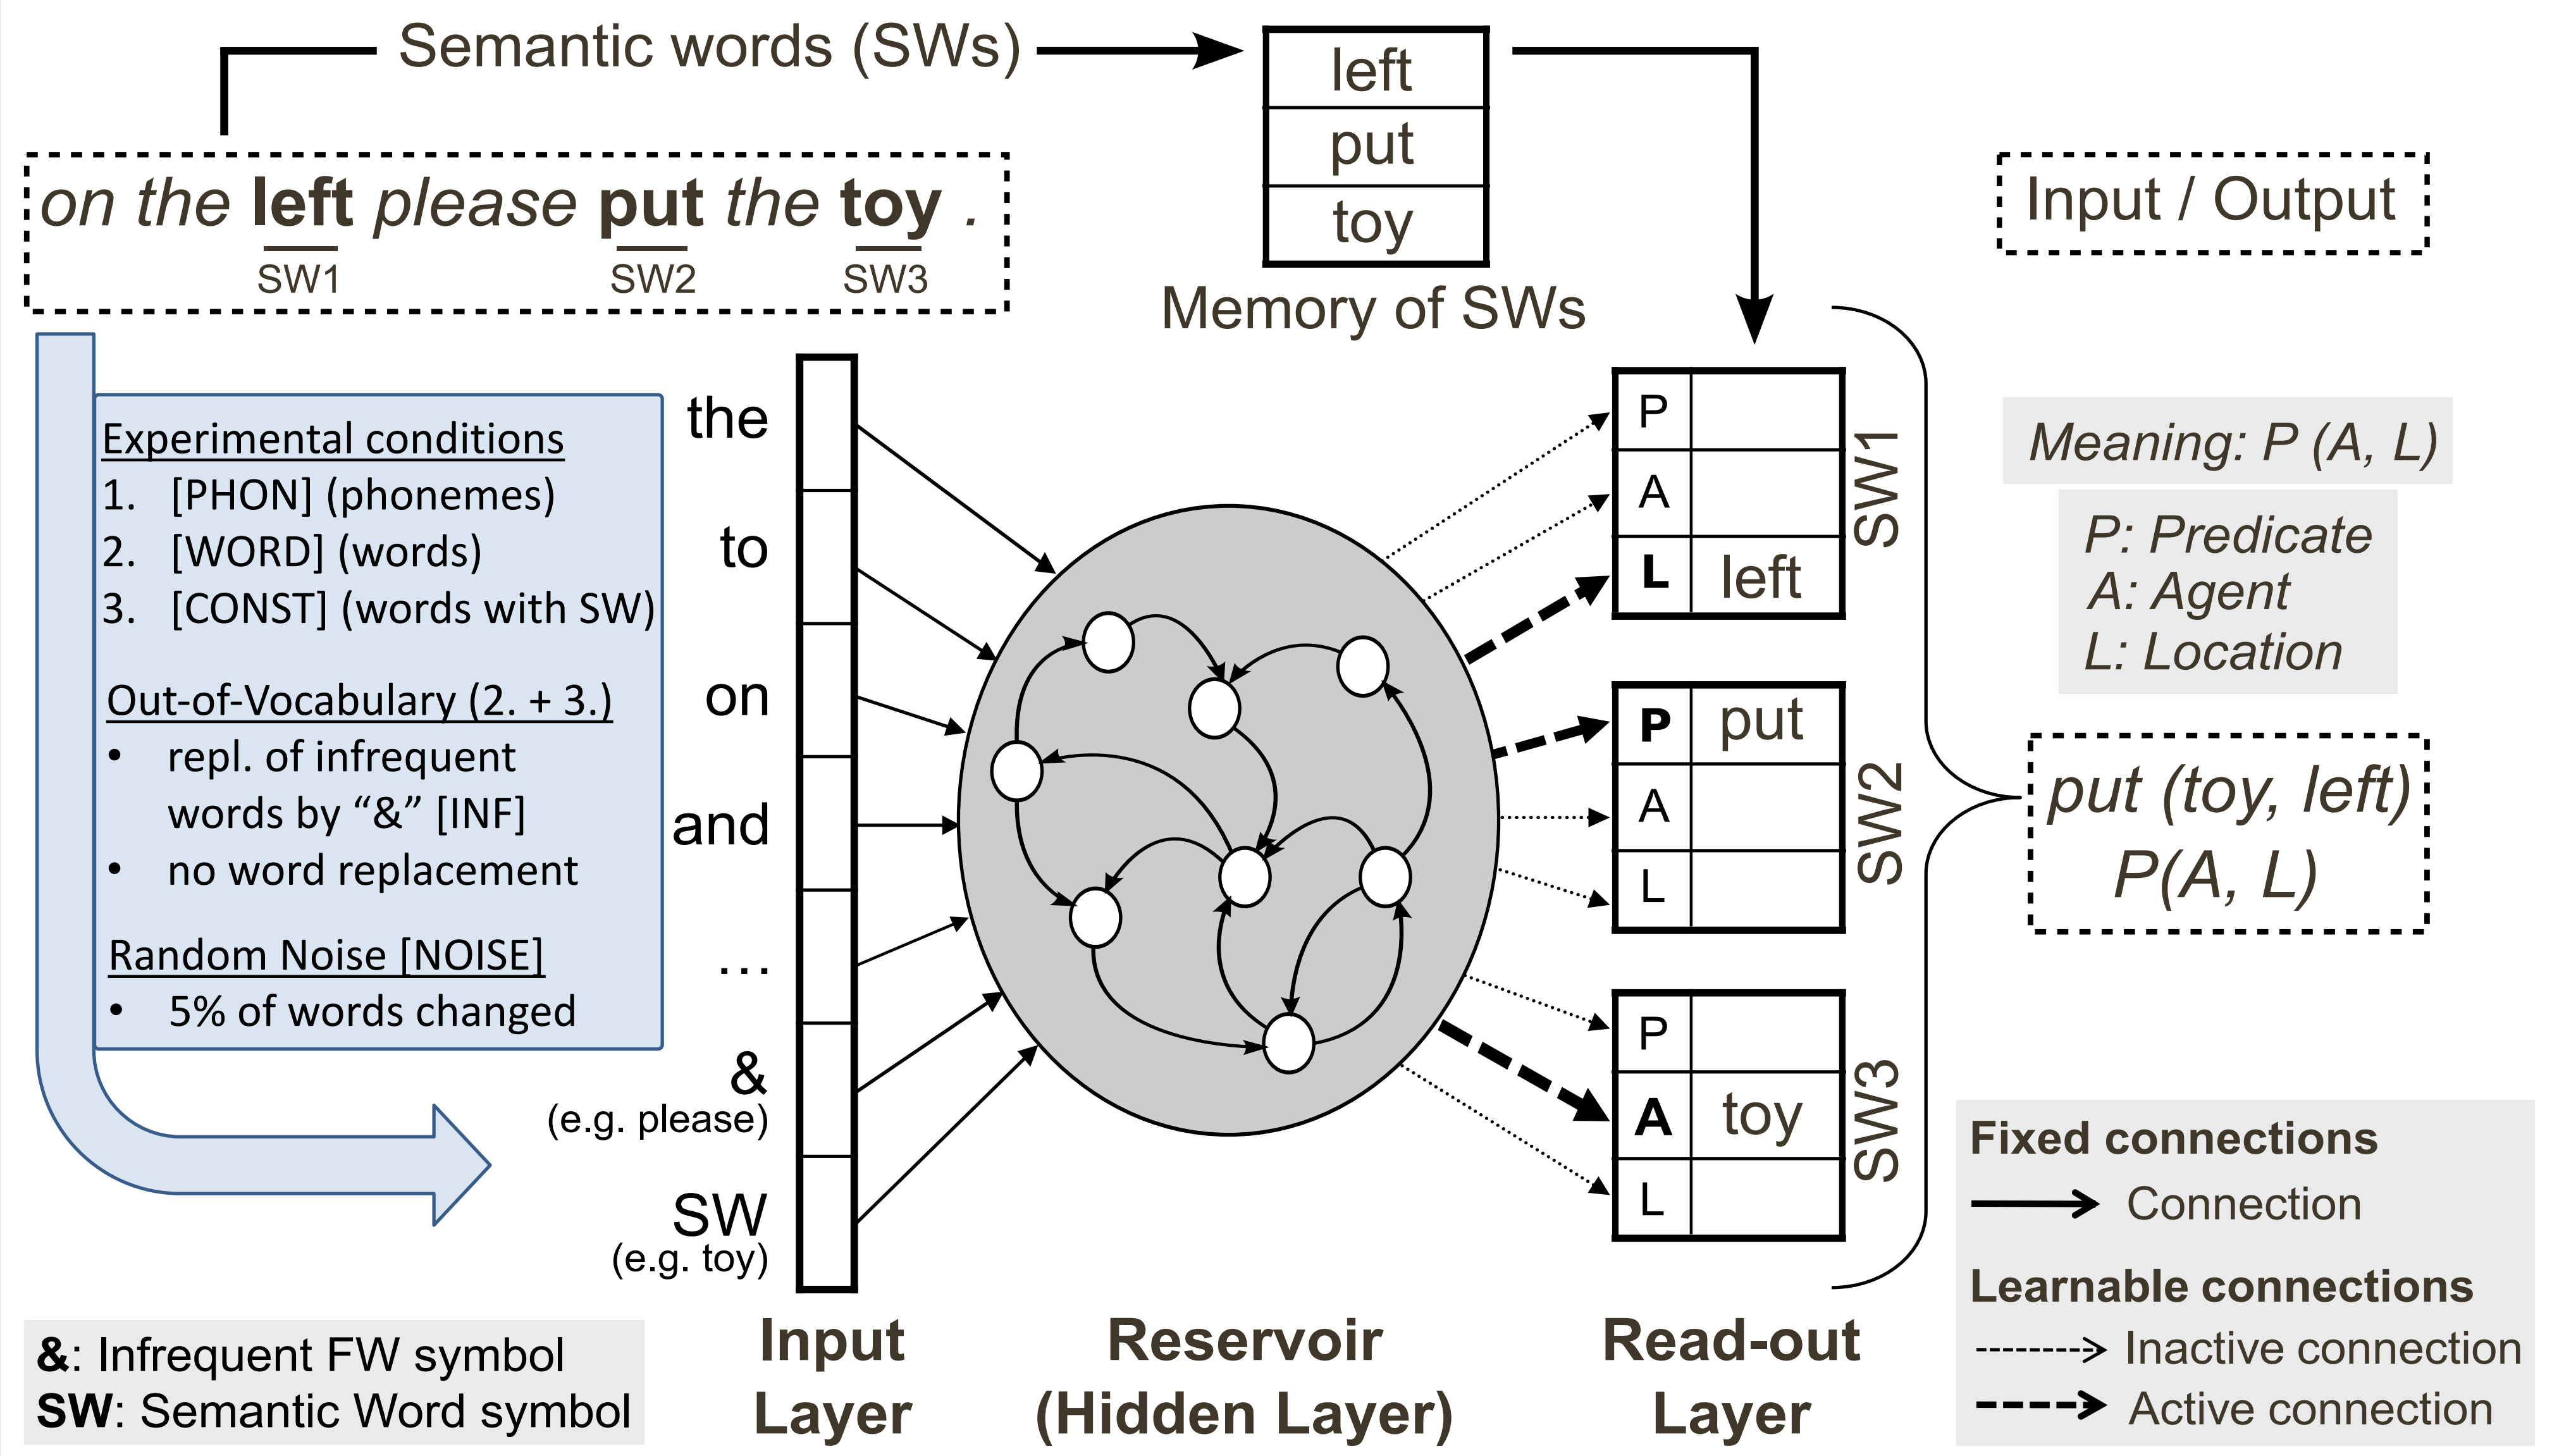 Semantic words (SWs)
left
put
toy
Memory of SWs
on the left please put the toy .
SW1
SW2
SW3
Input / Output
Experimental conditions
1. [PHON] (phonemes)
2. [WORD] (words)
3. [CONST] (words with SW)
Out-of-Vocabulary (2. + 3.)
• repl. of infrequent
words by “&” [INF]
• no word replacement
Random Noise [NOISE]
• 5% of words changed
the
to
on
and
...
&
(e.g. please)
SW
(e.g. toy)
P
A
L left
SW1
P put
A
L
SW2
P
A toy
L
SW3
Meaning: P (A, L)
P: Predicate
A: Agent
L: Location
put (toy, left)
P(A, L)
Fixed connections
Connection
Learnable connections
Inactive connection
Active connection
&: Infrequent FW symbol
SW: Semantic Word symbol
Input
Layer
Reservoir
(Hidden Layer)
Read-out
Layer